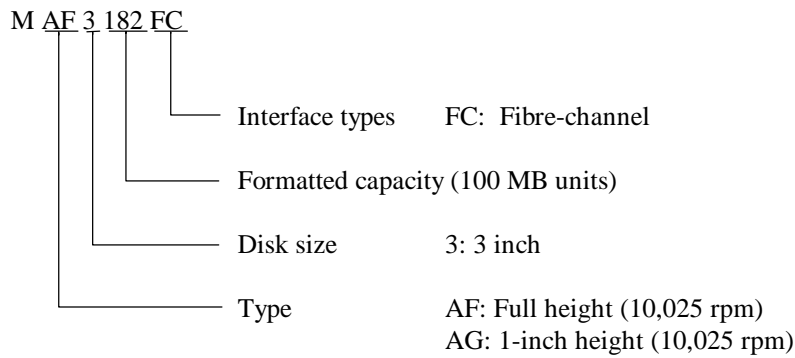 M AF 3 182 FC
Interface types FC: Fibre-channel
Formatted capacity (100 MB units)
Disk size 3: 3 inch
Type AF: Full height (10,025 rpm)
AG: 1-inch height (10,025 rpm)